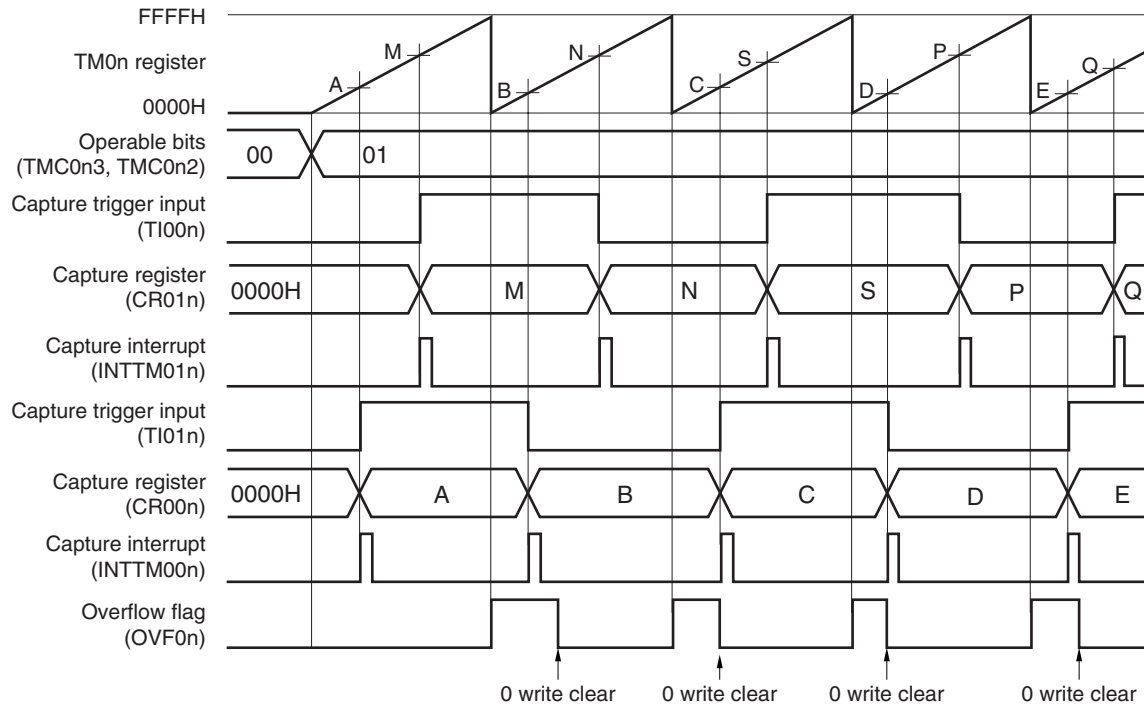 FFFFH
TM0n register
0000H
A M B N C S D P E Q
Operable bits
(TMC0n3, TMC0n2)
00 01
Capture trigger input
(TI00n)
Capture register
(CR01n)
0000H M N S P Q
Capture interrupt
(INTTM01n)
Capture trigger input
(TI01n)
Capture register
(CR00n)
0000H A B C D E
Capture interrupt
(INTTM00n)
Overflow flag
(OVF0n)
0 write clear 0 write clear 0 write clear 0 write clear